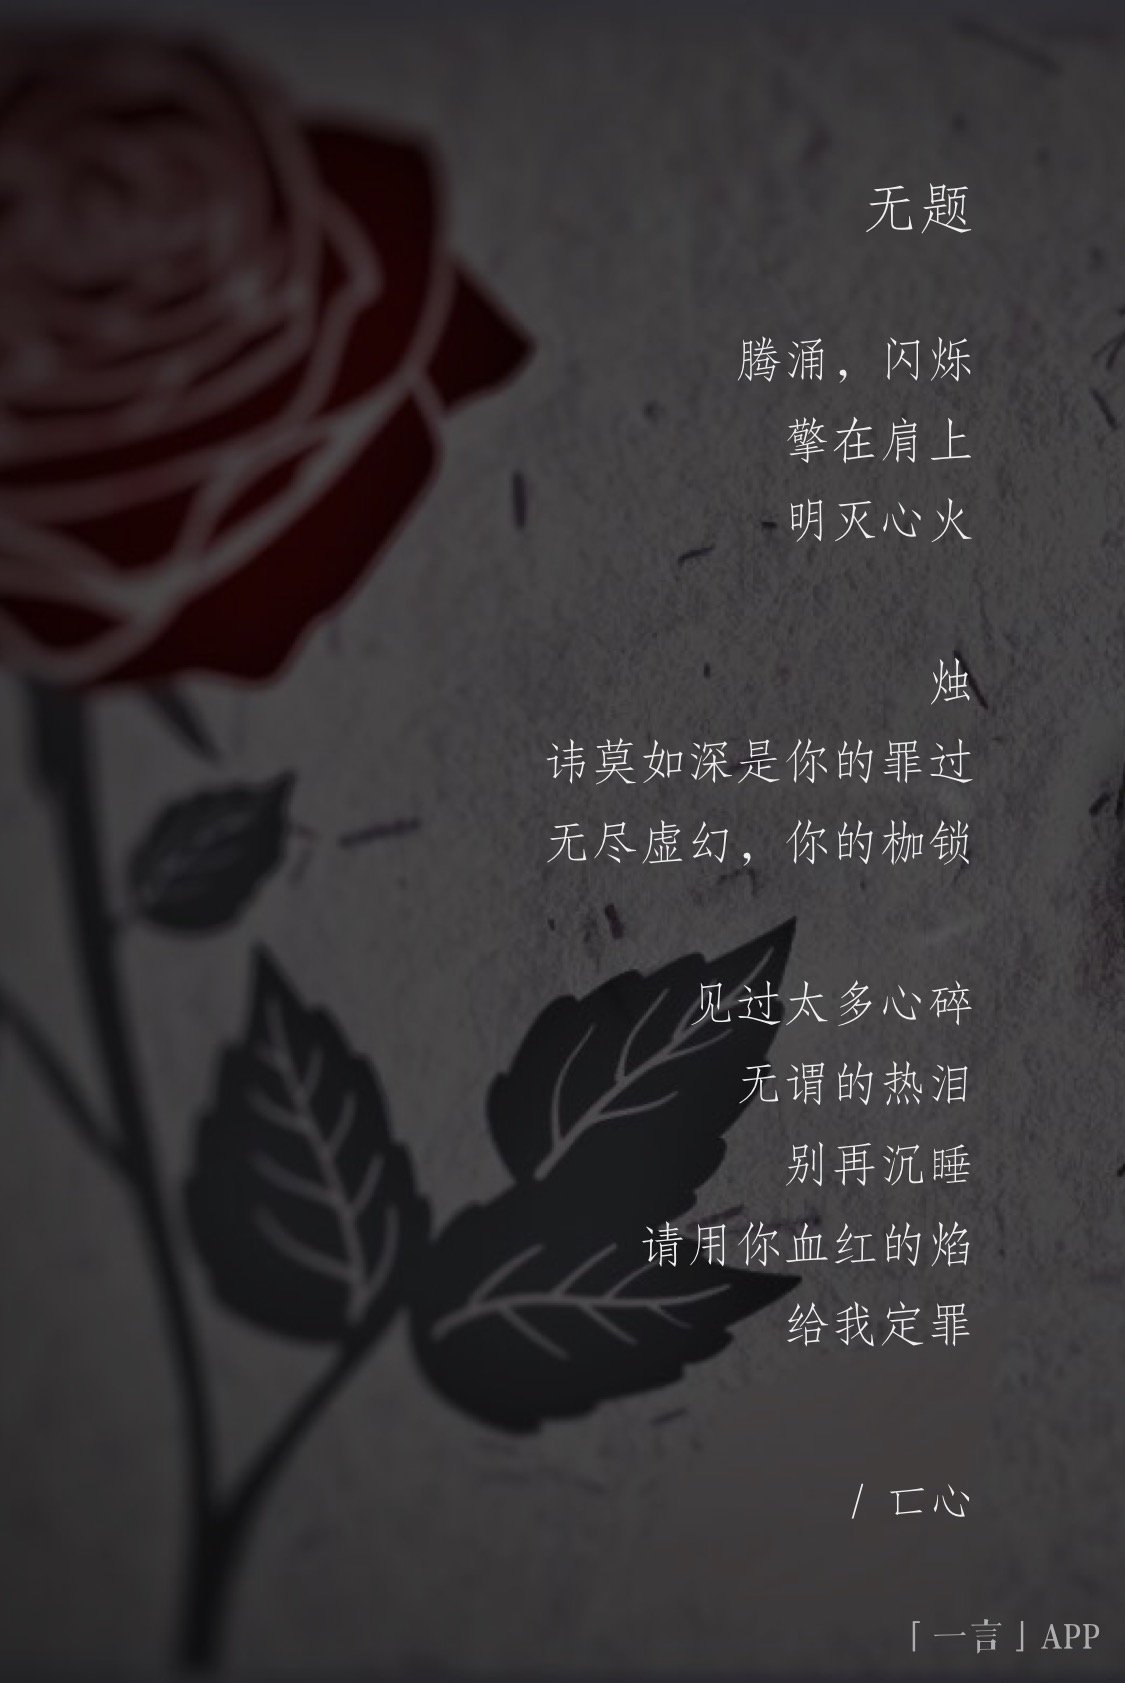 无题
腾涌，闪烁
擎在肩上
明灭心火
烛
讳莫如深是你的罪过
无尽虚幻，你的枷锁
见过太多心碎
无谓的热泪
别再沉睡
请用你血红的焰
给我定罪
/ 匚心
「一言」APP